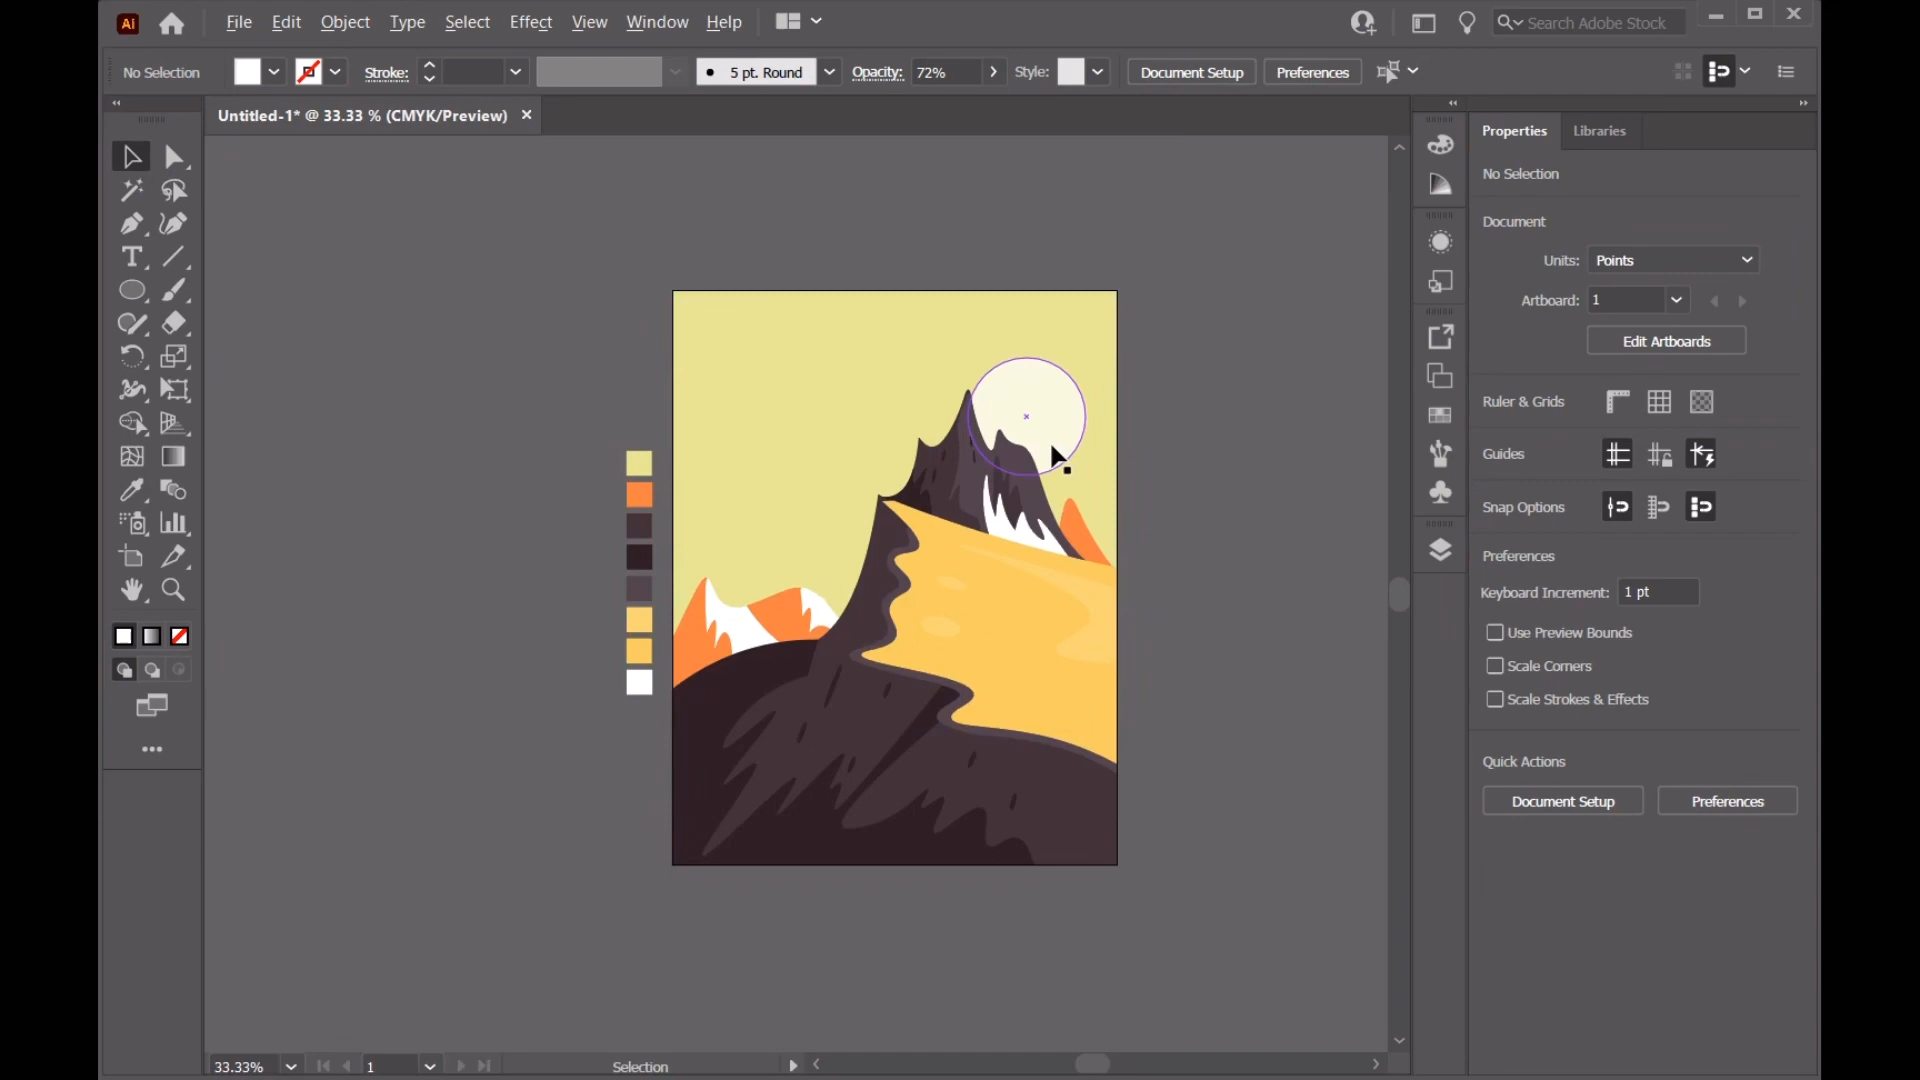 Ai File Edit Object Type Select Effect View Window Help Search Adobe Stock
No Selection Stroke: 5 pt. Round Opacity: 72% Style: Document Setup Preferences
Untitled-1* @ 33.33 % (CMYK/Preview)
Properties Libraries
No Selection
Document
Units: Points
Artboard: 1
Edit Artboards
Ruler & Grids
Guides
Snap Options
Preferences
Keyboard Increment: 1 pt
Use Preview Bounds
Scale Corners
Scale Strokes & Effects
Quick Actions
Document Setup Preferences
33.33% 1 Selection